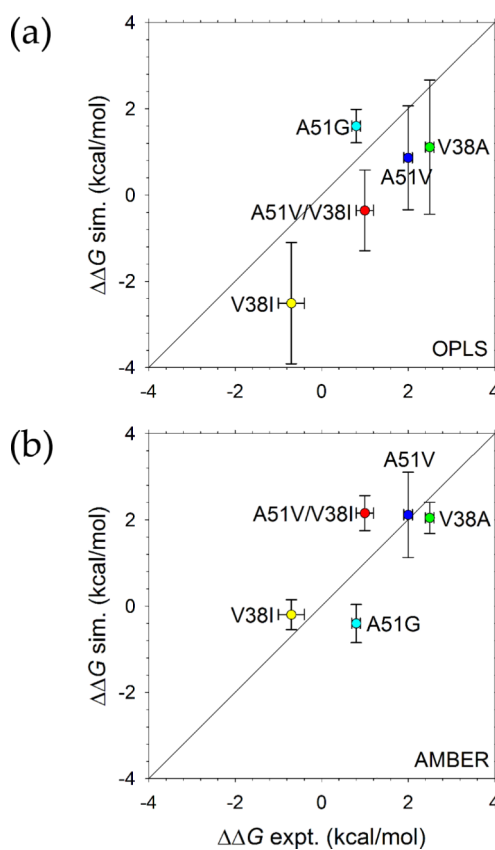 (a)
4
2
0
-2
-4
ΔΔG sim. (kcal/mol)
A51G
V38A
A51V
A51V/V38I
V38I
OPLS
-4 -2 0 2 4
(b)
4
2
0
-2
-4
ΔΔG sim. (kcal/mol)
A51V
A51V/V38I
V38A
V38I
A51G
AMBER
-4 -2 0 2 4
ΔΔG expt. (kcal/mol)